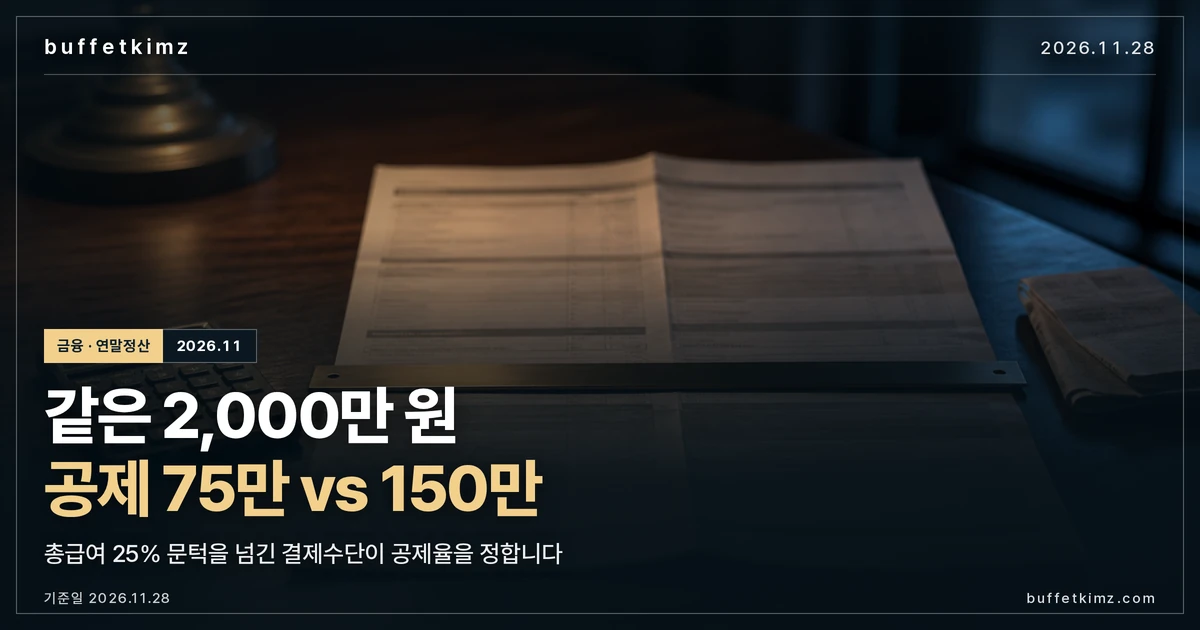 buffetkimz
2026.11.28
금융 · 연말정산
2026.11
같은 2,000만 원
공제 75만 vs 150만
총급여 25% 문턱을 넘긴 결제수단이 공제율을 정합니다
기준일 2026.11.28
buffetkimz.com